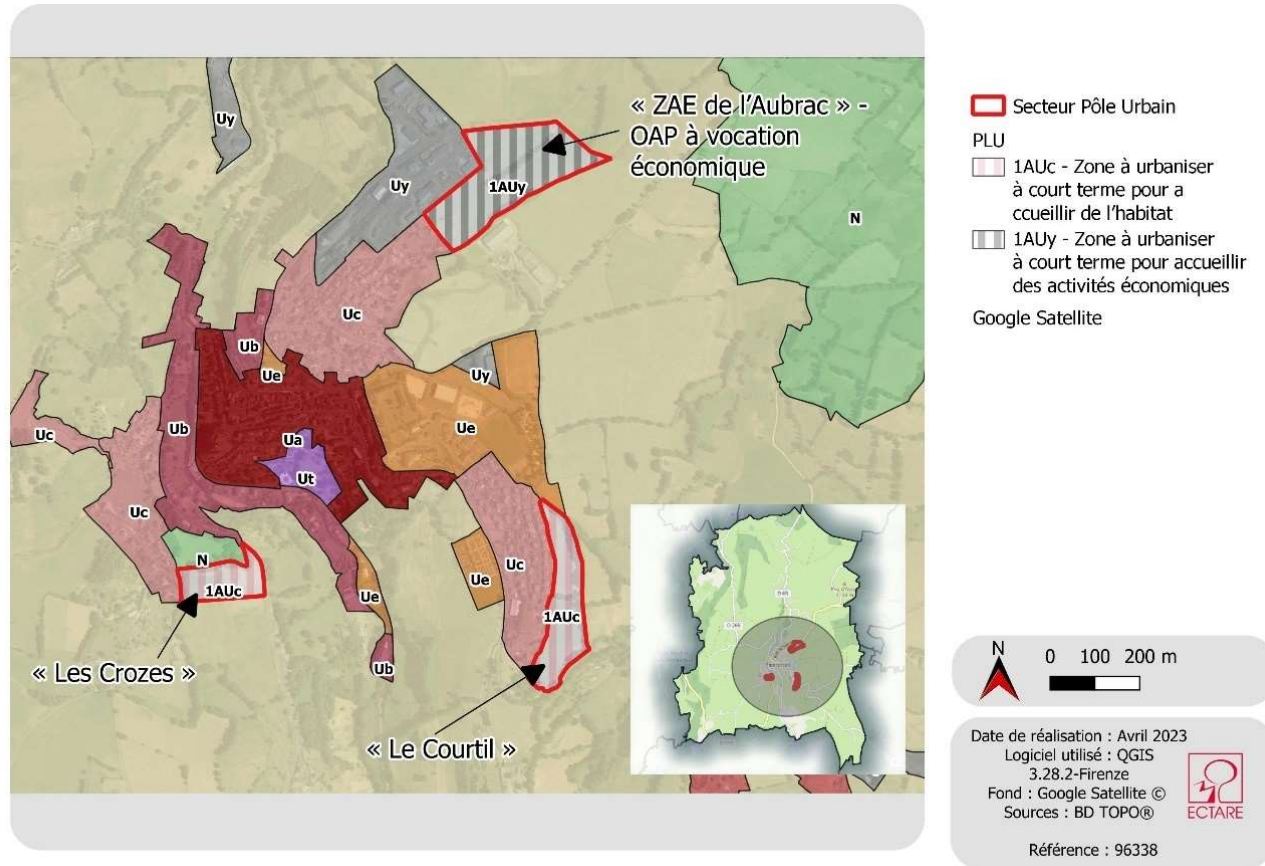 « ZAE de l’Aubrac » -
OAP à vocation
économique
Uy
Uy
1AUy
N
Uc
Ub
Ue
Uy
Uc
Ub
Ua
Ue
Ut
Uc
N
1AUc
Ue
Ue
Uc
1AUc
Ub
« Les Crozes »
« Le Courtil »
Secteur Pôle Urbain
PLU
1AUc - Zone à urbaniser
à court terme pour a
ccueillir de l’habitat
1AUy - Zone à urbaniser
à court terme pour accueillir
des activités économiques
Google Satellite
N
0 100 200 m
Date de réalisation : Avril 2023
Logiciel utilisé : QGIS
3.28.2-Firenze
Fond : Google Satellite ©
Sources : BD TOPO®
Référence : 96338
ECTARE